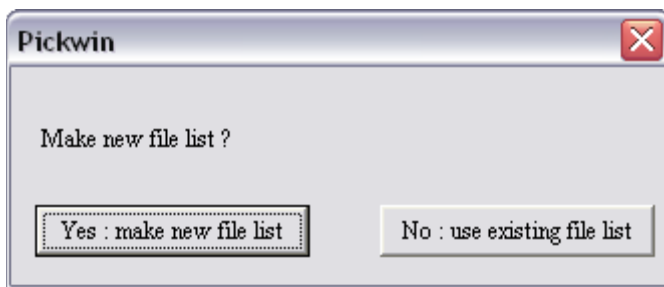 Pickwin
Make new file list ?
Yes : make new file list
No : use existing file list